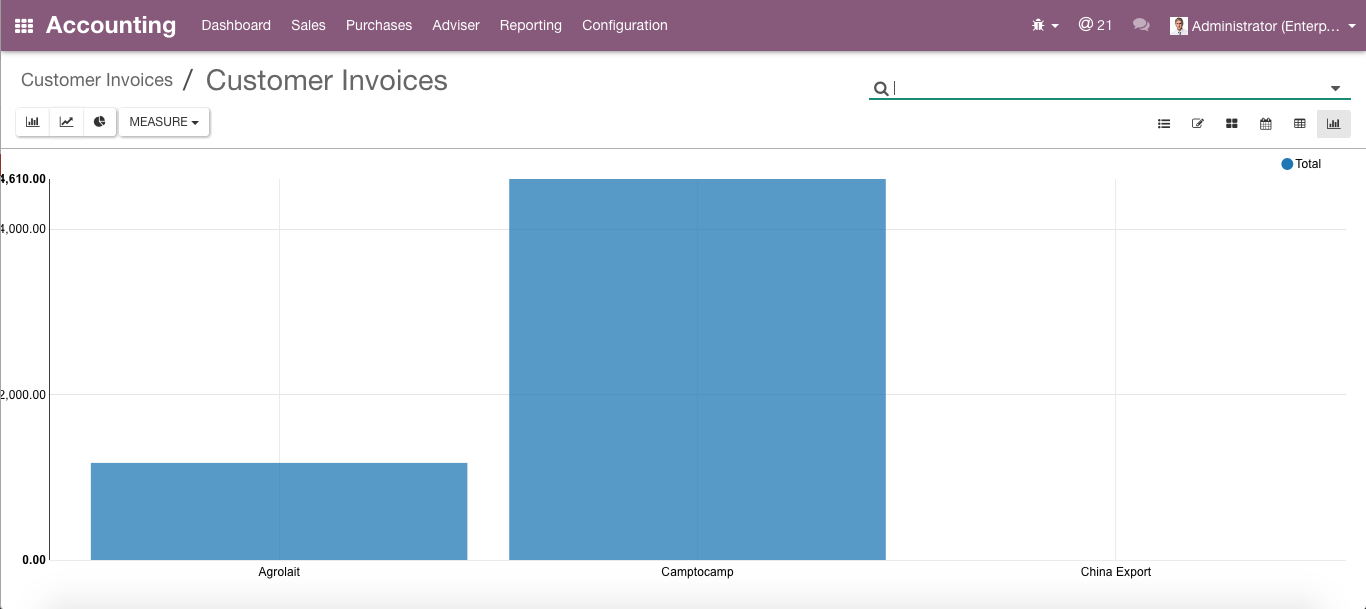 Accounting Dashboard Sales Purchases Adviser Reporting Configuration @ 21 Administrator (Enterp...
Customer Invoices / Customer Invoices
MEASURE
Total
4,610.00
4,000.00
2,000.00
0.00
Agrolait Camptocamp China Export